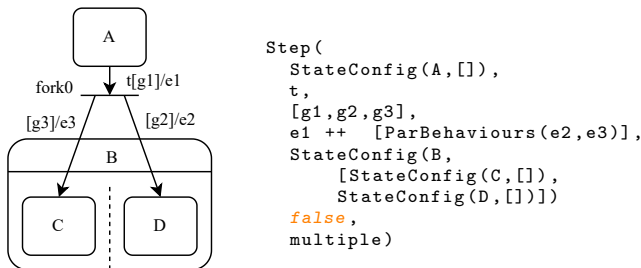 A
t[g1]/e1
fork0
[g3]/e3
[g2]/e2
B
C
D
Step(
StateConfig(A,[]),
t,
[g1,g2,g3],
e1 ++ [ParBehaviours(e2,e3)],
StateConfig(B,
[StateConfig(C,[]),
StateConfig(D,[])])
false,
multiple)